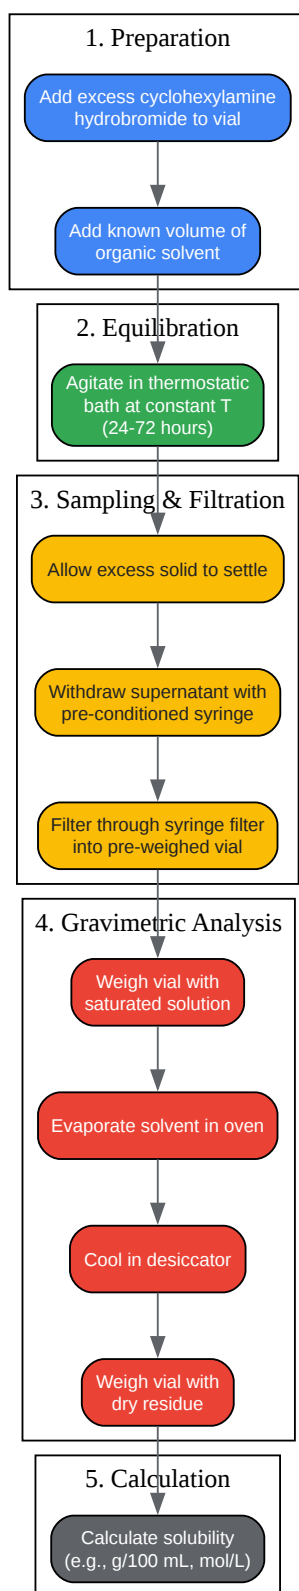 1. Preparation
Add excess cyclohexylamine
hydrobromide to vial
Add known volume of
organic solvent
2. Equilibration
Agitate in thermostatic
bath at constant T
(24-72 hours)
3. Sampling & Filtration
Allow excess solid to settle
Withdraw supernatant with
pre-conditioned syringe
Filter through syringe filter
into pre-weighed vial
4. Gravimetric Analysis
Weigh vial with
saturated solution
Evaporate solvent in oven
Cool in desiccator
Weigh vial with
dry residue
5. Calculation
Calculate solubility
(e.g., g/100 mL, mol/L)